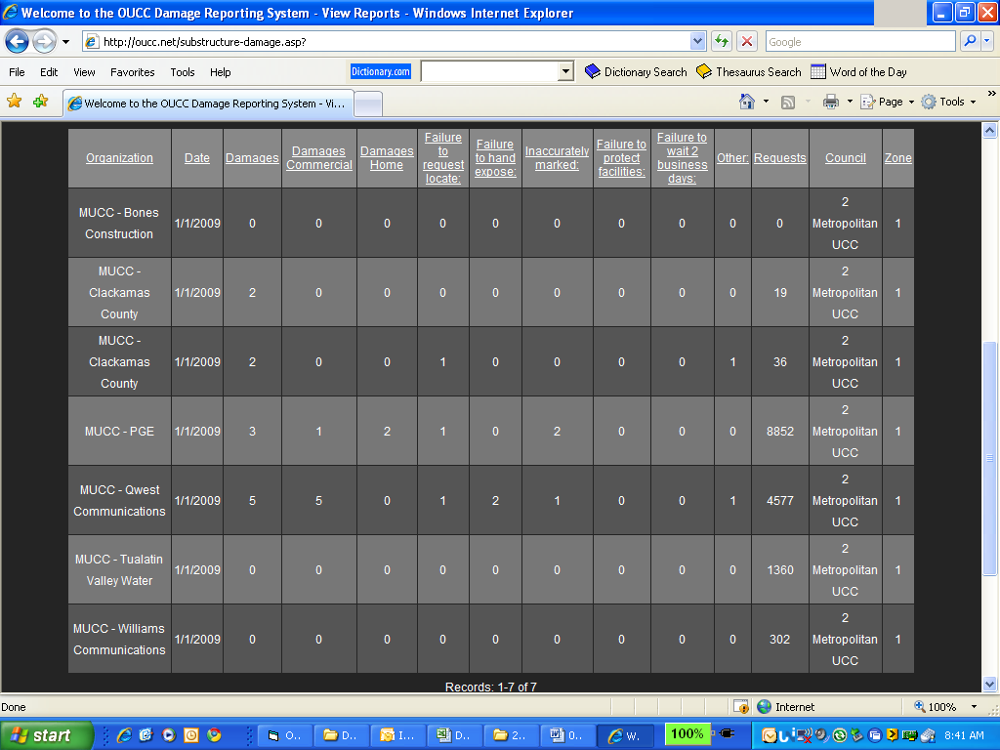 Welcome to the OUCC Damage Reporting System - View Reports - Windows Internet Explorer
http://oucc.net/substructure-damage.asp?
Google
File Edit View Favorites Tools Help
Dictionary.com
Dictionary Search Thesaurus Search Word of the Day
Welcome to the OUCC Damage Reporting System - Vi...
Page Tools
Organization Date Damages Damages Commercial Damages Home Failure to request locate: Failure to hand expose: Inaccurately marked: Failure to protect facilities: Failure to wait 2 business days: Other: Requests Council Zone
MUCC - Bones Construction 1/1/2009 0 0 0 0 0 0 0 0 0 0 2 Metropolitan UCC 1
MUCC - Clackamas County 1/1/2009 2 0 0 0 0 0 0 0 0 19 2 Metropolitan UCC 1
MUCC - Clackamas County 1/1/2009 2 0 0 1 0 0 0 0 1 36 2 Metropolitan UCC 1
MUCC - PGE 1/1/2009 3 1 2 1 0 2 0 0 0 8852 2 Metropolitan UCC 1
MUCC - Qwest Communications 1/1/2009 5 5 0 1 2 1 0 0 1 4577 2 Metropolitan UCC 1
MUCC - Tualatin Valley Water 1/1/2009 0 0 0 0 0 0 0 0 0 1360 2 Metropolitan UCC 1
MUCC - Williams Communications 1/1/2009 0 0 0 0 0 0 0 0 0 302 2 Metropolitan UCC 1
Records: 1-7 of 7
Done
Internet
100%
start
O... D... I... D... 2... 0... W...
100%
8:41 AM